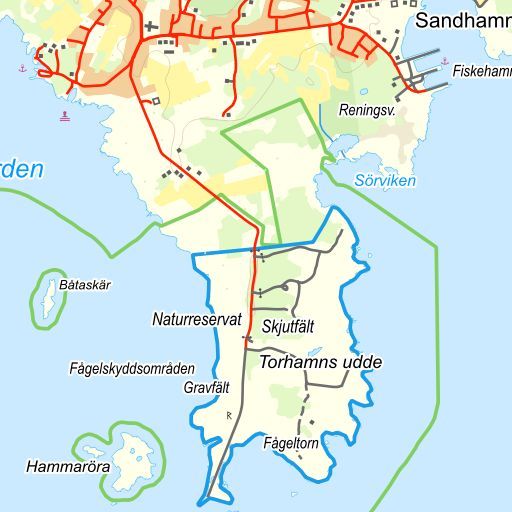 Sandhamn
Fiskehamn
Reningsv.
rden
Sörviken
Båtaskär
Naturreservat
Skjutfält
Torhamns udde
Fågelskyddsområden
Gravfält
R
Fågeltorn
Hammaröra